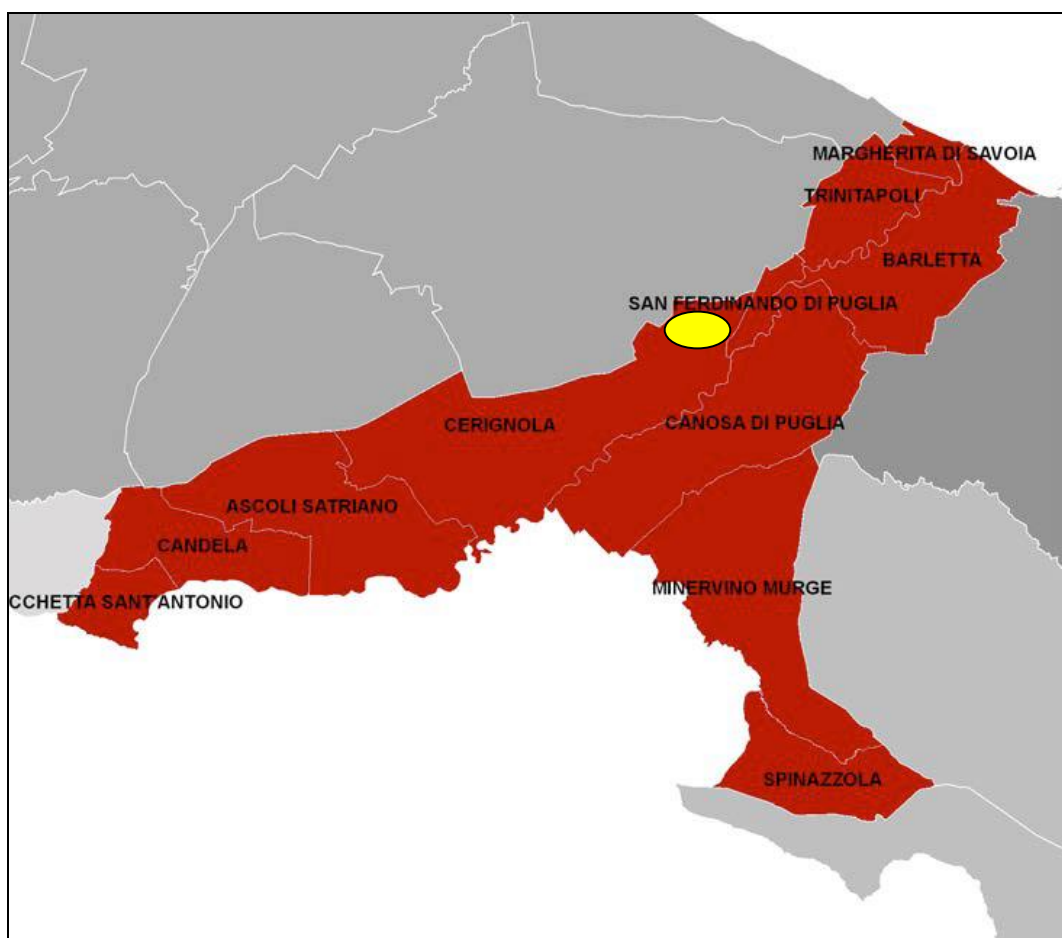 MARGHERITA DI SAVOIA
TRINITAPOLI
BARLETTA
SAN FERDINANDO DI PUGLIA
CANOSA DI PUGLIA
CERIGNOLA
ASCOLI SATRIANO
CANDELA
CCHETTA SANT'ANTONIO
MINERVINO MURGE
SPINAZZOLA